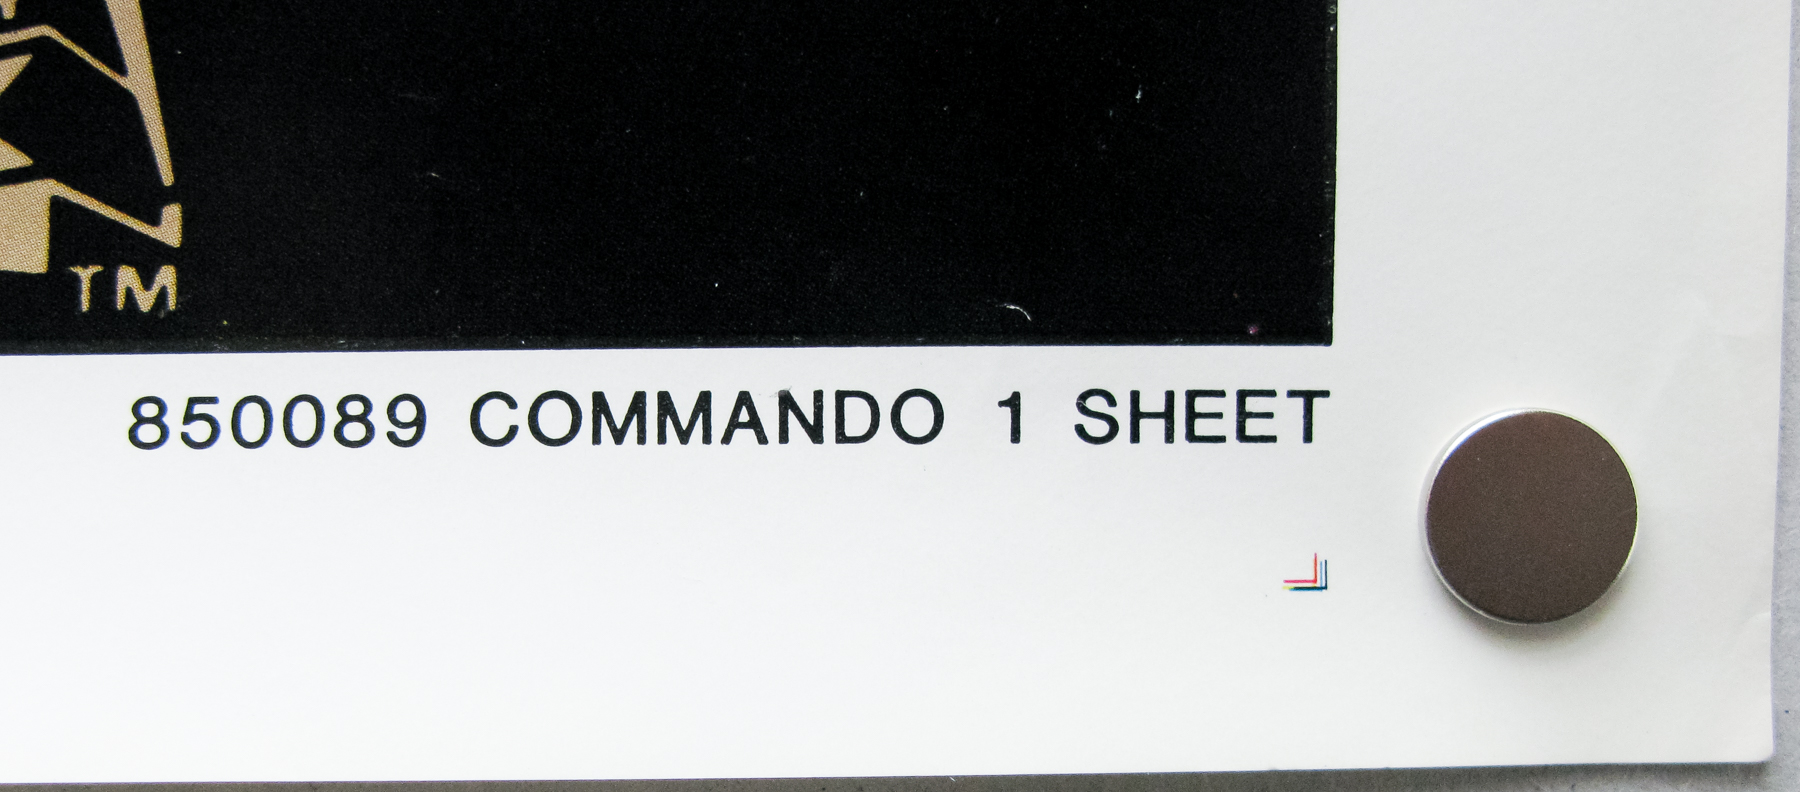 TM
850089 COMMANDO 1 SHEET